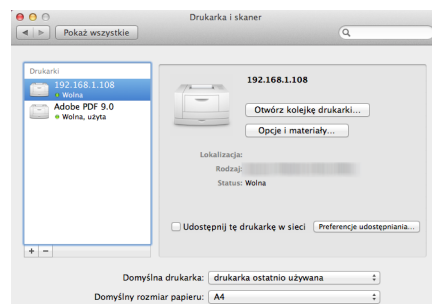 Drukarka i skaner
Pokaż wszystkie
Drukarki
192.168.1.108
Wolna
Adobe PDF 9.0
Wolna, użyta
+ −
192.168.1.108
Otwórz kolejkę drukarki...
Opcje i materiały...
Lokalizacja:
Rodzaj:
Status: Wolna
Udostępnij tę drukarkę w sieci Preferencje udostępniania...
Domyślna drukarka: drukarka ostatnio używana
Domyślny rozmiar papieru: A4